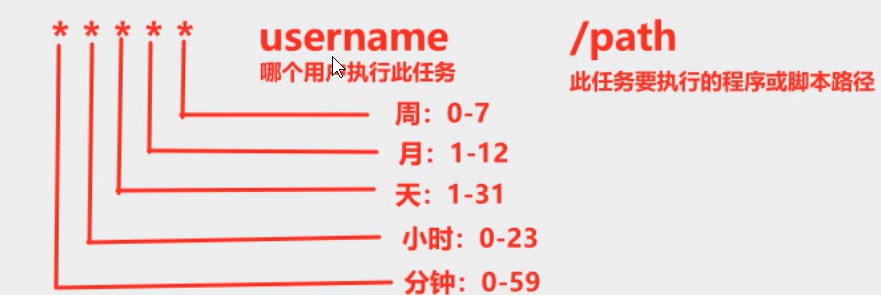 * * * * * username /path
哪个用户执行此任务 此任务要执行的程序或脚本路径
周：0-7
月：1-12
天：1-31
小时：0-23
分钟：0-59